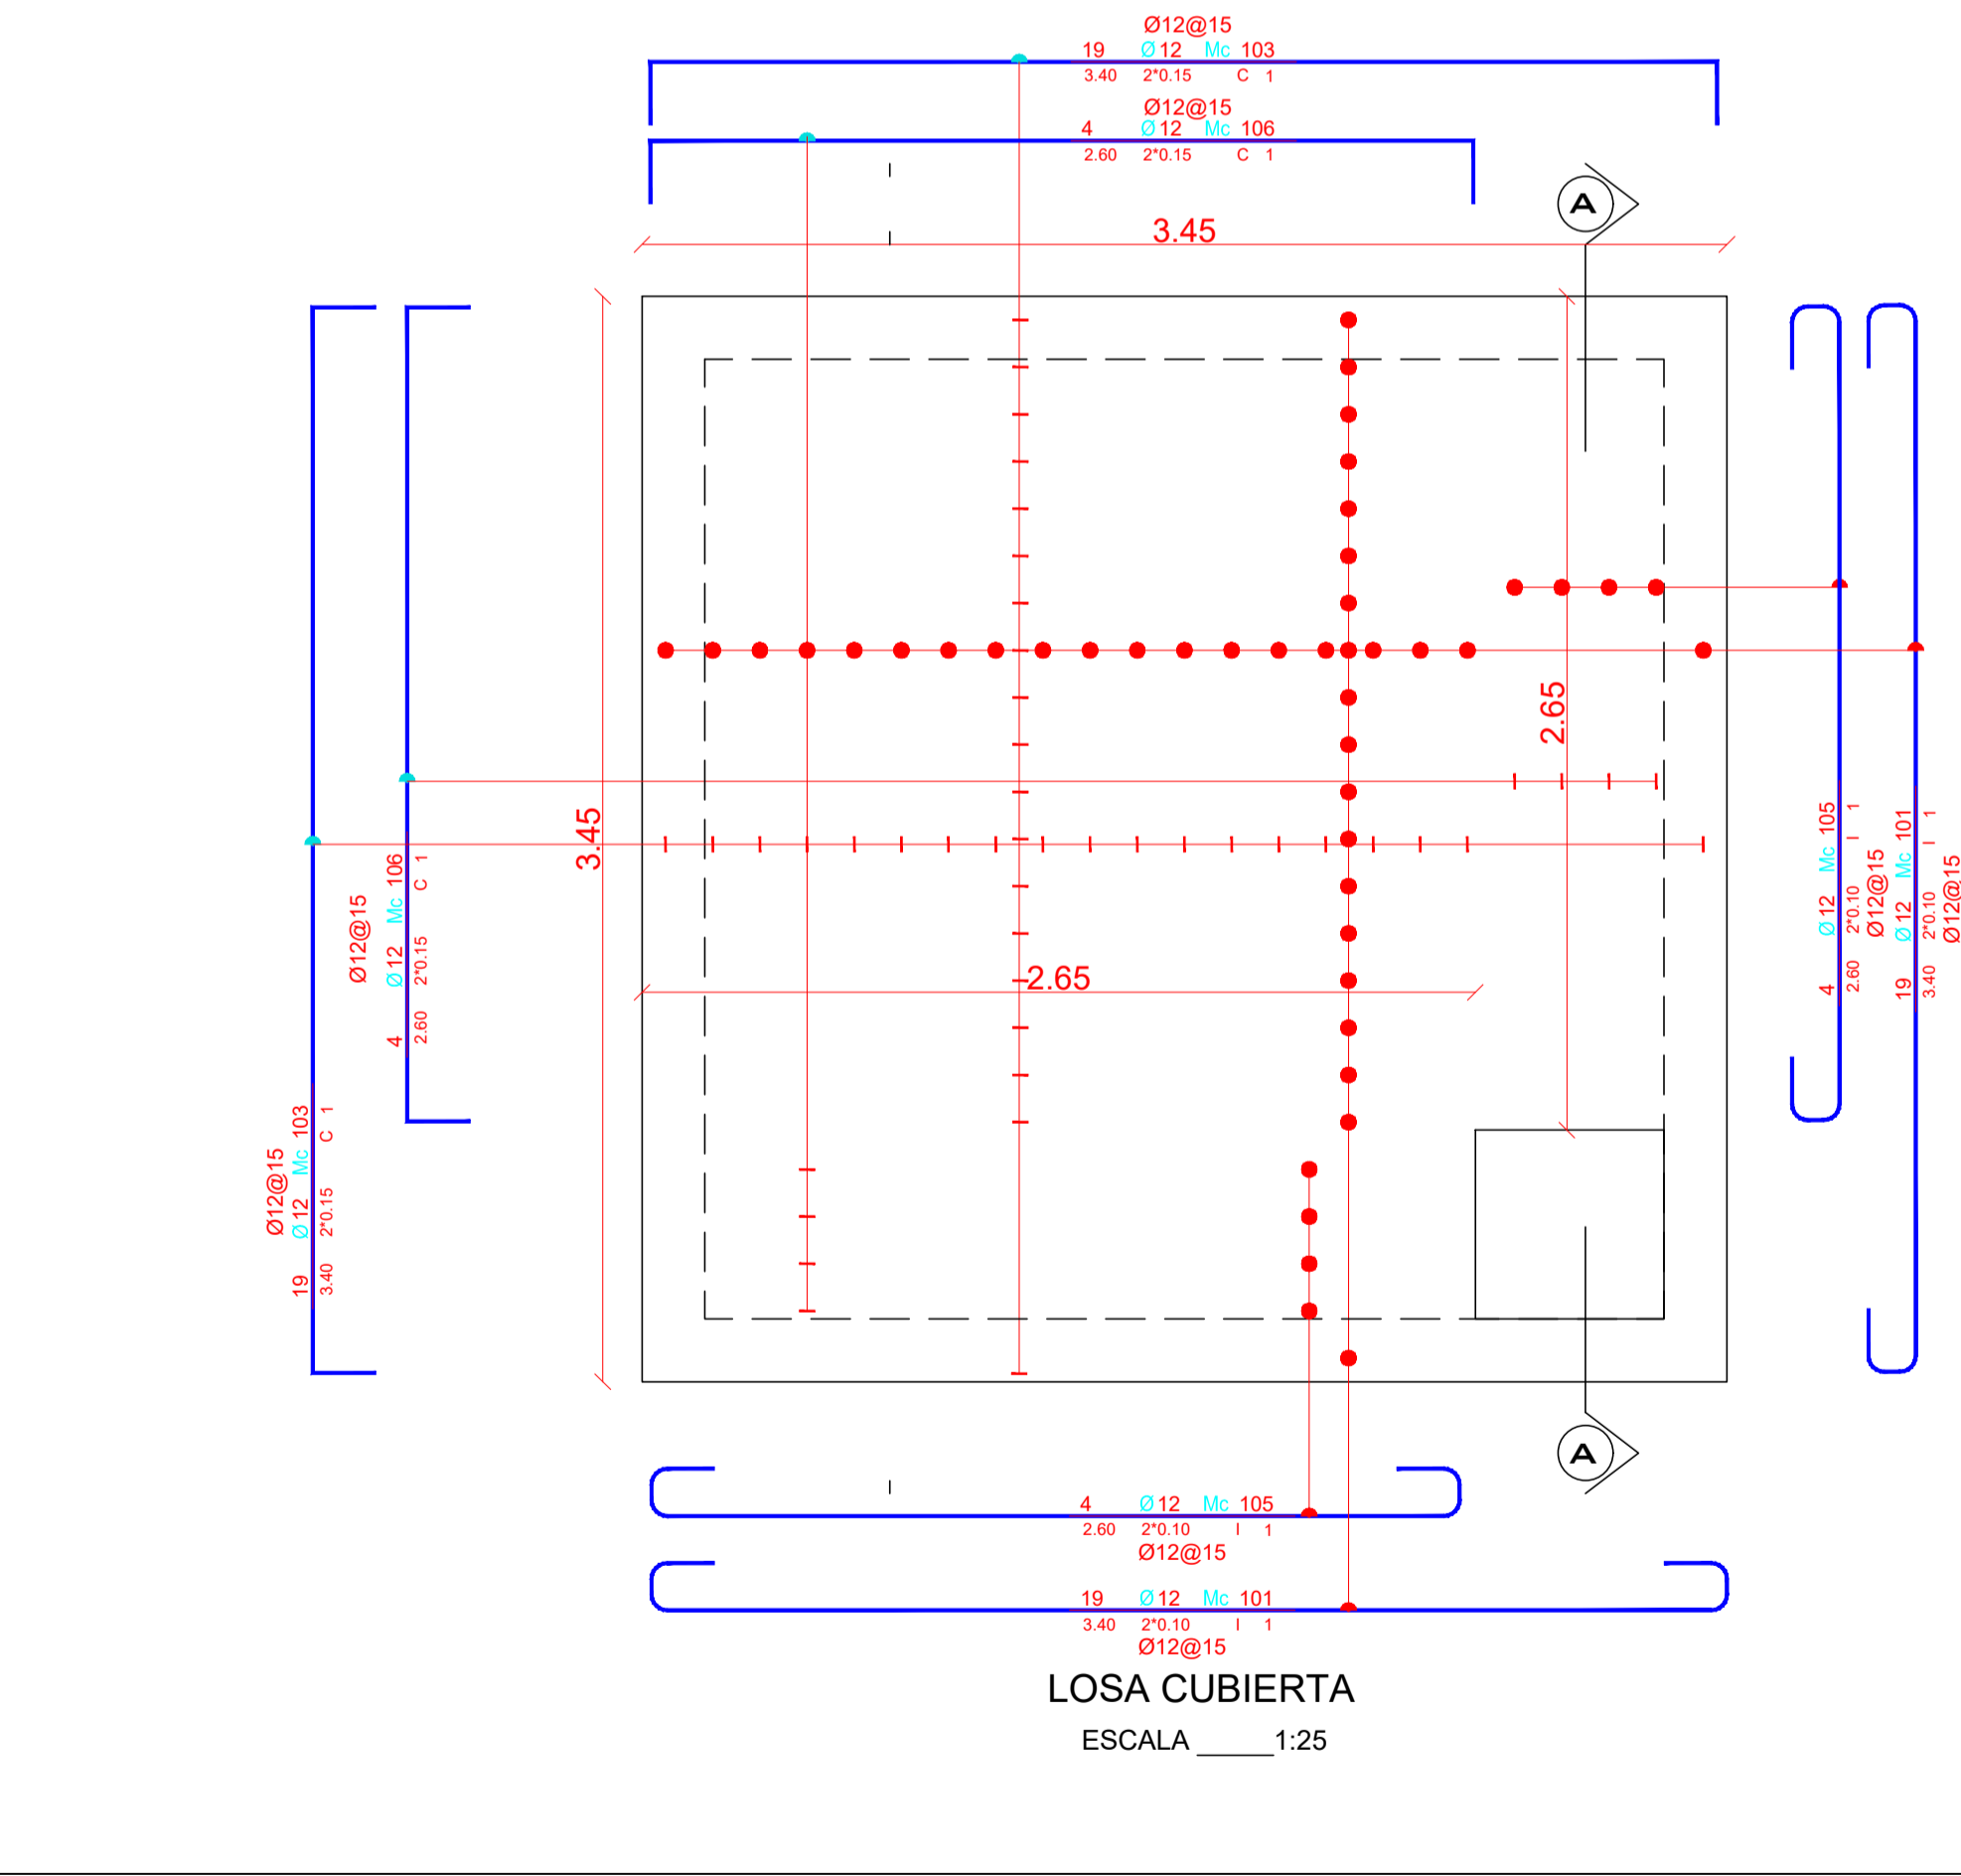 Ø12@15
19 Ø12 Mc 103
3.40 2*0.15 C 1
Ø12@15
4 Ø12 Mc 106
2.60 2*0.15 C 1
A
3.45
3.45
2.65
2.65
Ø12@15
4 Ø12 Mc 106
2.60 2*0.15 C 1
Ø12@15
19 Ø12 Mc 103
3.40 2*0.15 C 1
4 Ø12 Mc 105
2.60 2*0.10 I 1
Ø12@15
19 Ø12 Mc 101
3.40 2*0.10 I 1
Ø12@15
A
4 Ø12 Mc 105
2.60 2*0.10 I 1
Ø12@15
19 Ø12 Mc 101
3.40 2*0.10 I 1
Ø12@15
LOSA CUBIERTA
ESCALA ______1:25